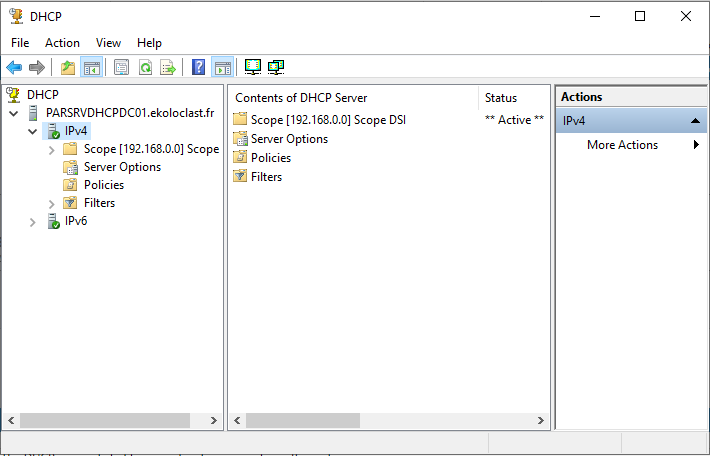 DHCP
File Action View Help
DHCP
PARSRVDHCPDC01.ekoloclast.fr
IPv4
Scope [192.168.0.0] Scope
Server Options
Policies
Filters
IPv6
Contents of DHCP Server Status
Scope [192.168.0.0] Scope DSI ** Active **
Server Options
Policies
Filters
Actions
IPv4
More Actions